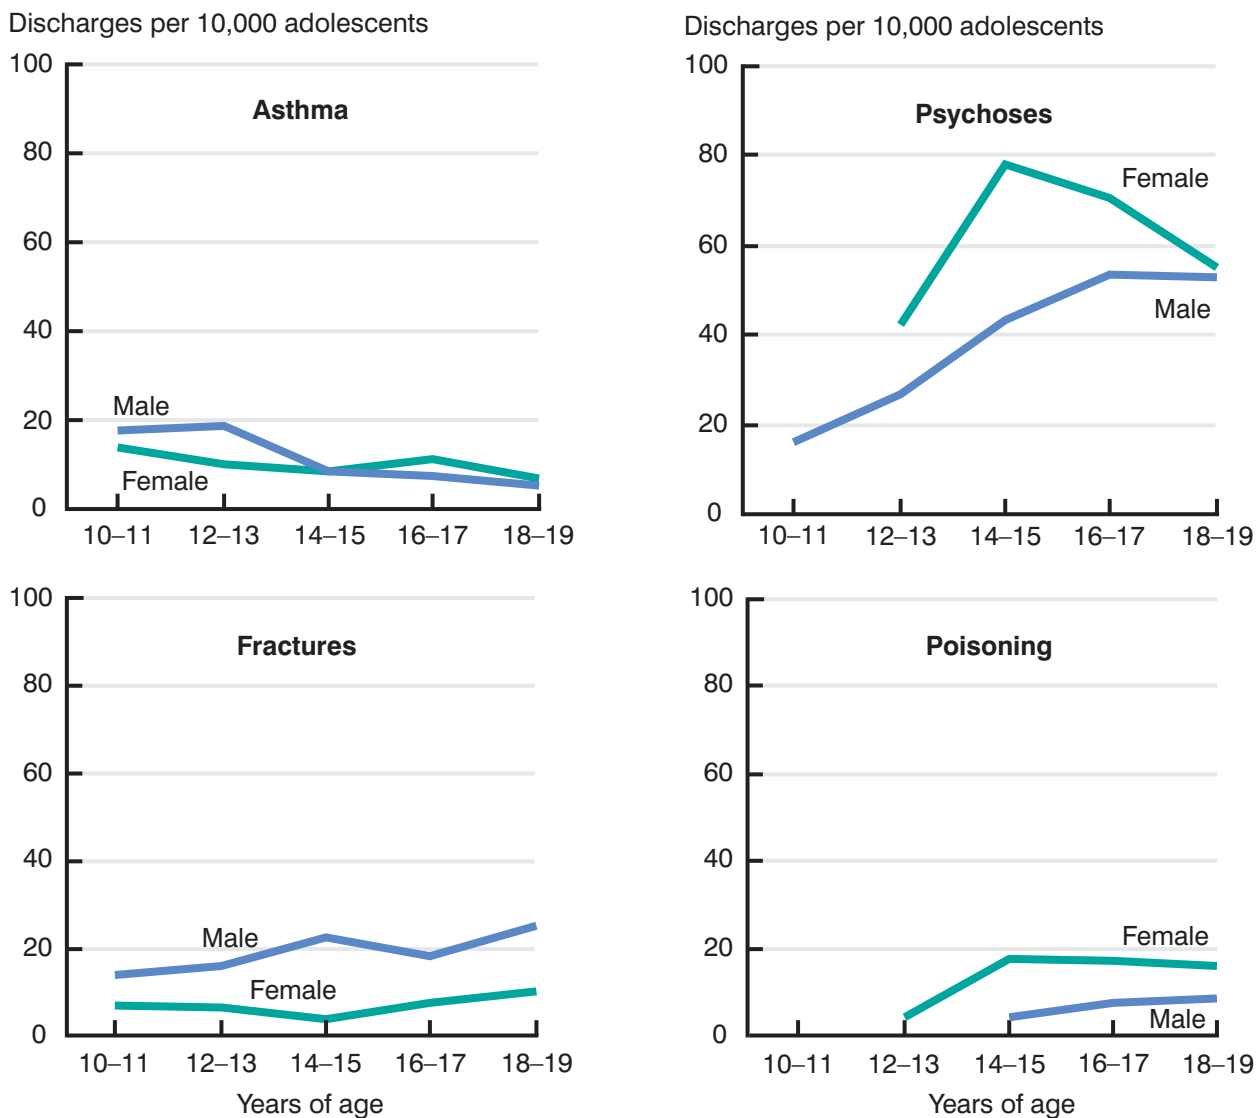 Discharges per 10,000 adolescents
100
Asthma
80
60
40
Male
20
Female
0
10–11 12–13 14–15 16–17 18–19
Discharges per 10,000 adolescents
100
Psychoses
80
Female
60
Male
40
20
0
10–11 12–13 14–15 16–17 18–19
100
Fractures
80
60
40
Male
20
Female
0
10–11 12–13 14–15 16–17 18–19
Years of age
100
Poisoning
80
60
40
Female
20
Male
0
10–11 12–13 14–15 16–17 18–19
Years of age